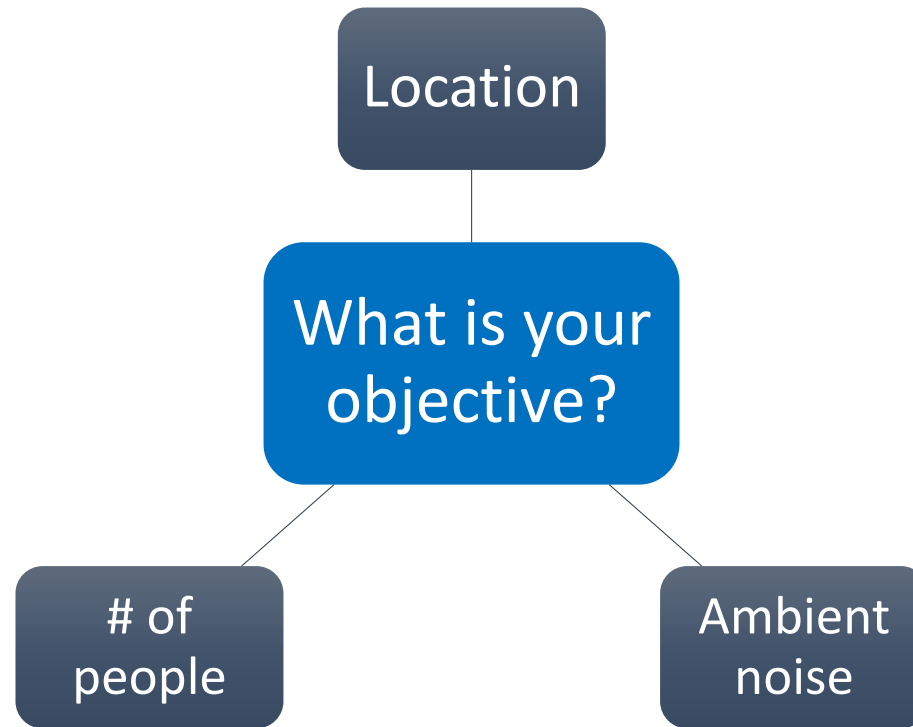 Location
What is your
objective?
# of
people
Ambient
noise